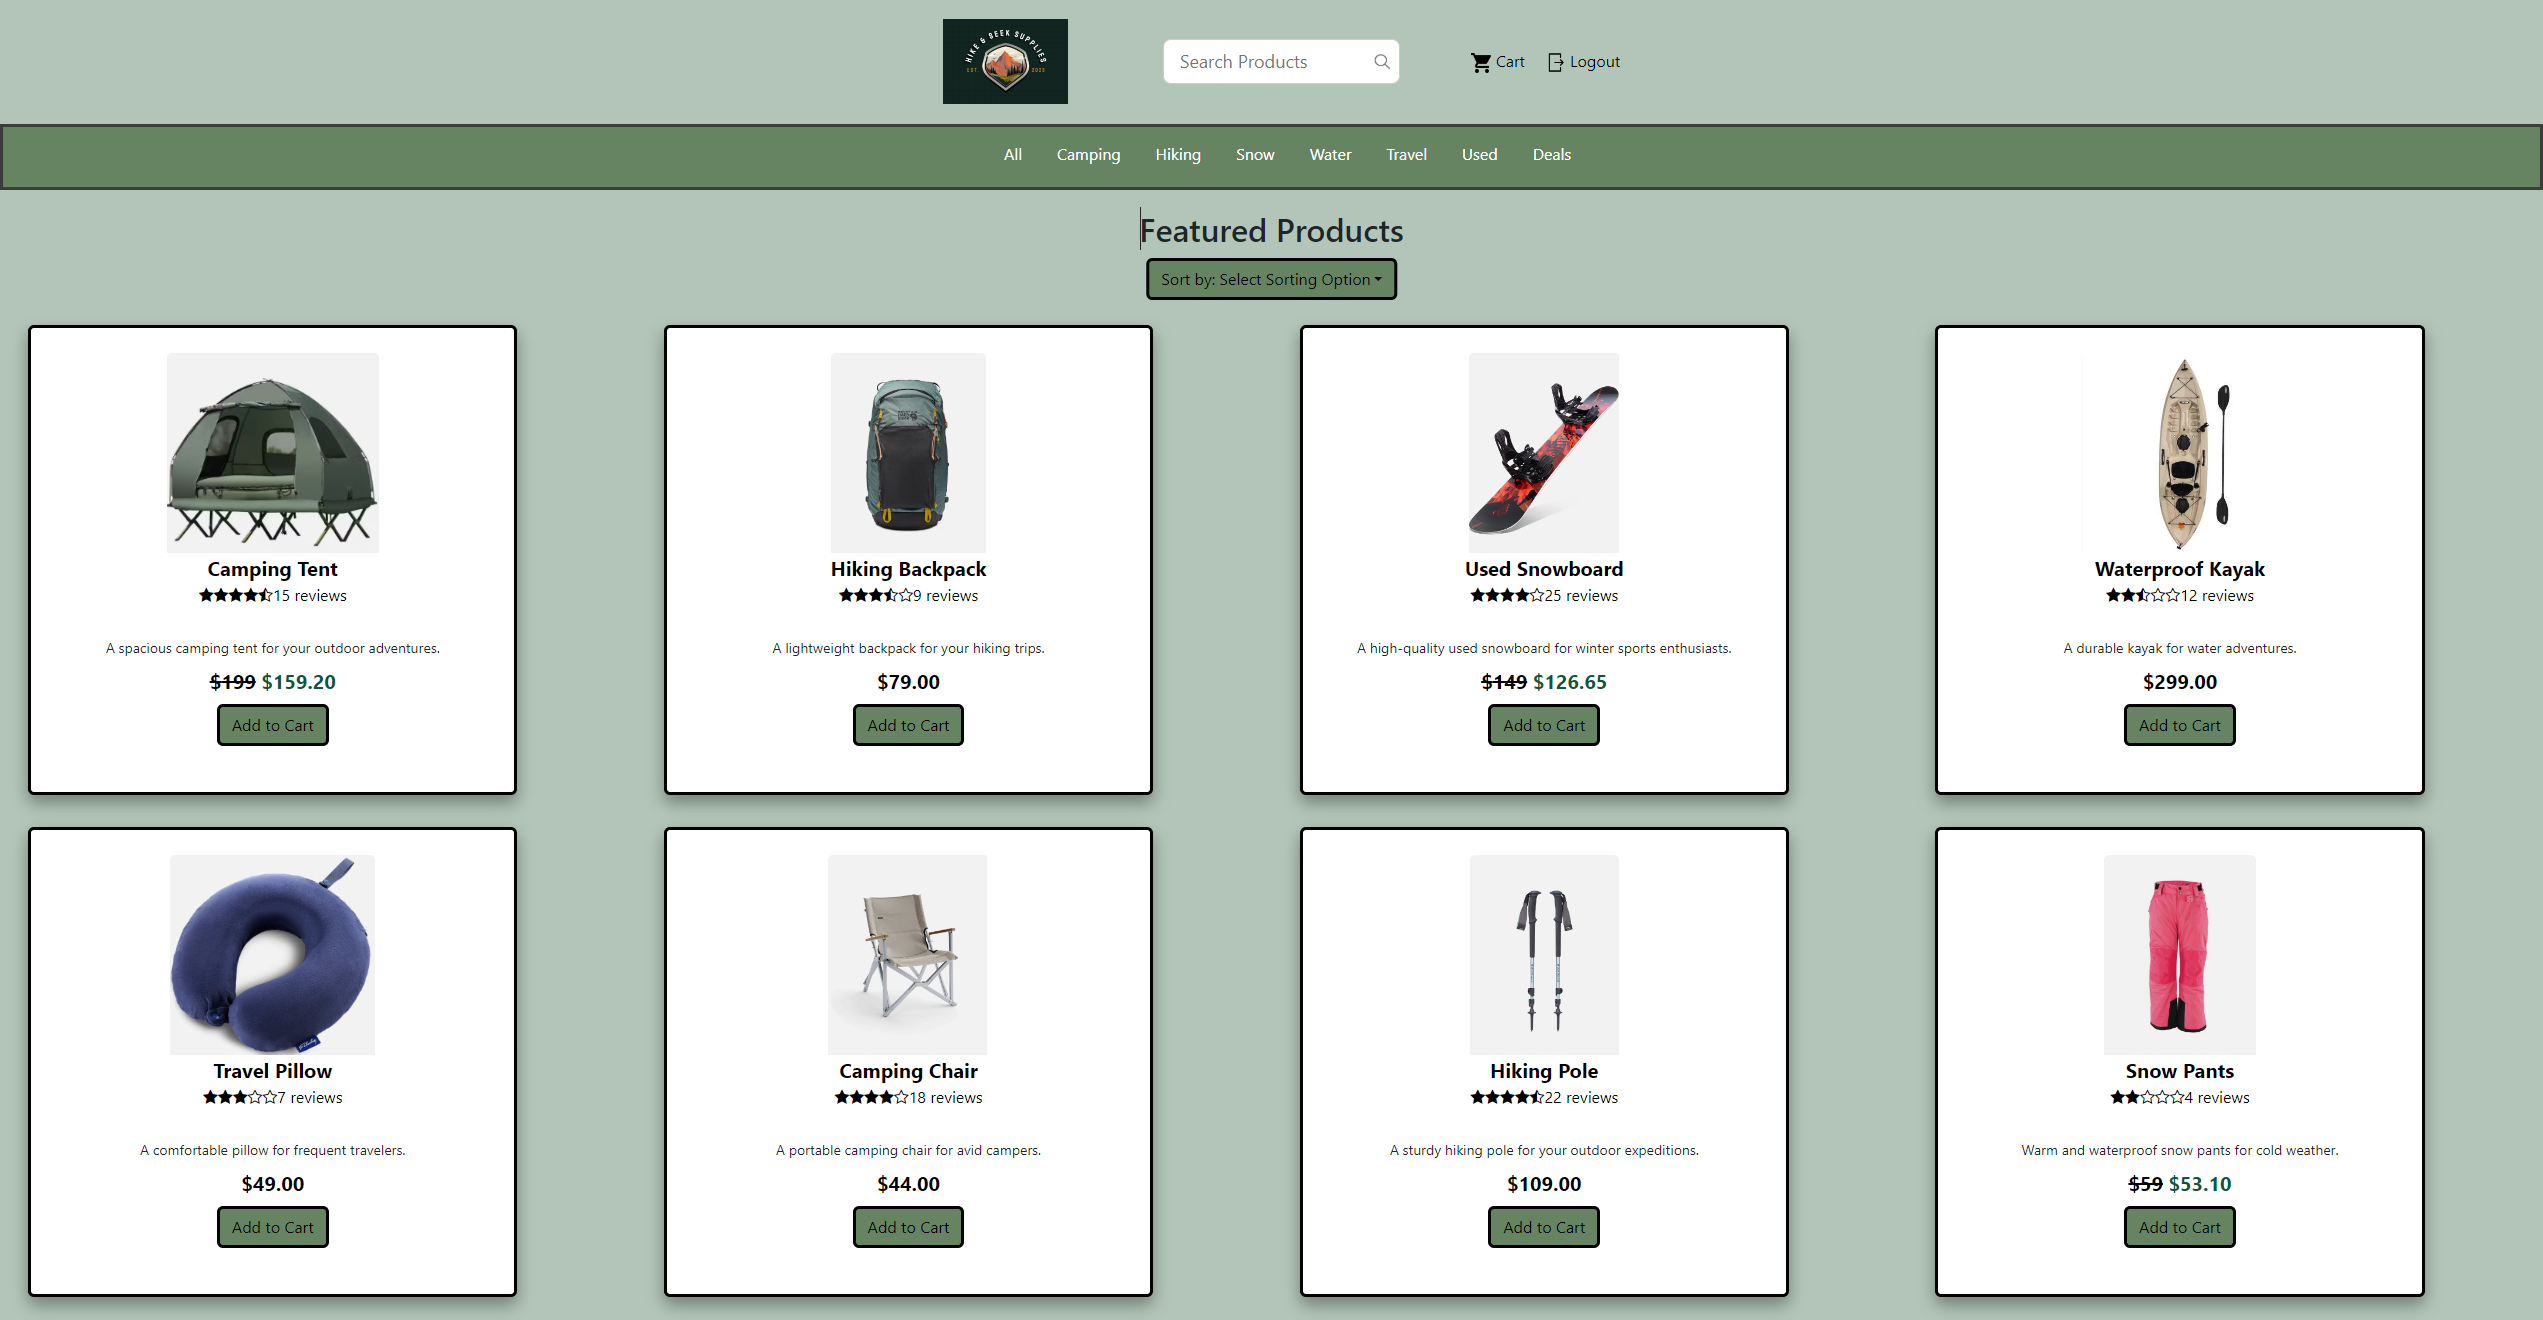 HIKE & SEEK SUPPLIES
EST. 2023
Search Products
Cart
Logout
All Camping Hiking Snow Water Travel Used Deals
Featured Products
Sort by: Select Sorting Option
Camping Tent
15 reviews
A spacious camping tent for your outdoor adventures.
$199 $159.20
Add to Cart
Hiking Backpack
9 reviews
A lightweight backpack for your hiking trips.
$79.00
Add to Cart
Used Snowboard
25 reviews
A high-quality used snowboard for winter sports enthusiasts.
$149 $126.65
Add to Cart
Waterproof Kayak
12 reviews
A durable kayak for water adventures.
$299.00
Add to Cart
Travel Pillow
7 reviews
A comfortable pillow for frequent travelers.
$49.00
Add to Cart
Camping Chair
18 reviews
A portable camping chair for avid campers.
$44.00
Add to Cart
Hiking Pole
22 reviews
A sturdy hiking pole for your outdoor expeditions.
$109.00
Add to Cart
Snow Pants
4 reviews
Warm and waterproof snow pants for cold weather.
$59 $53.10
Add to Cart